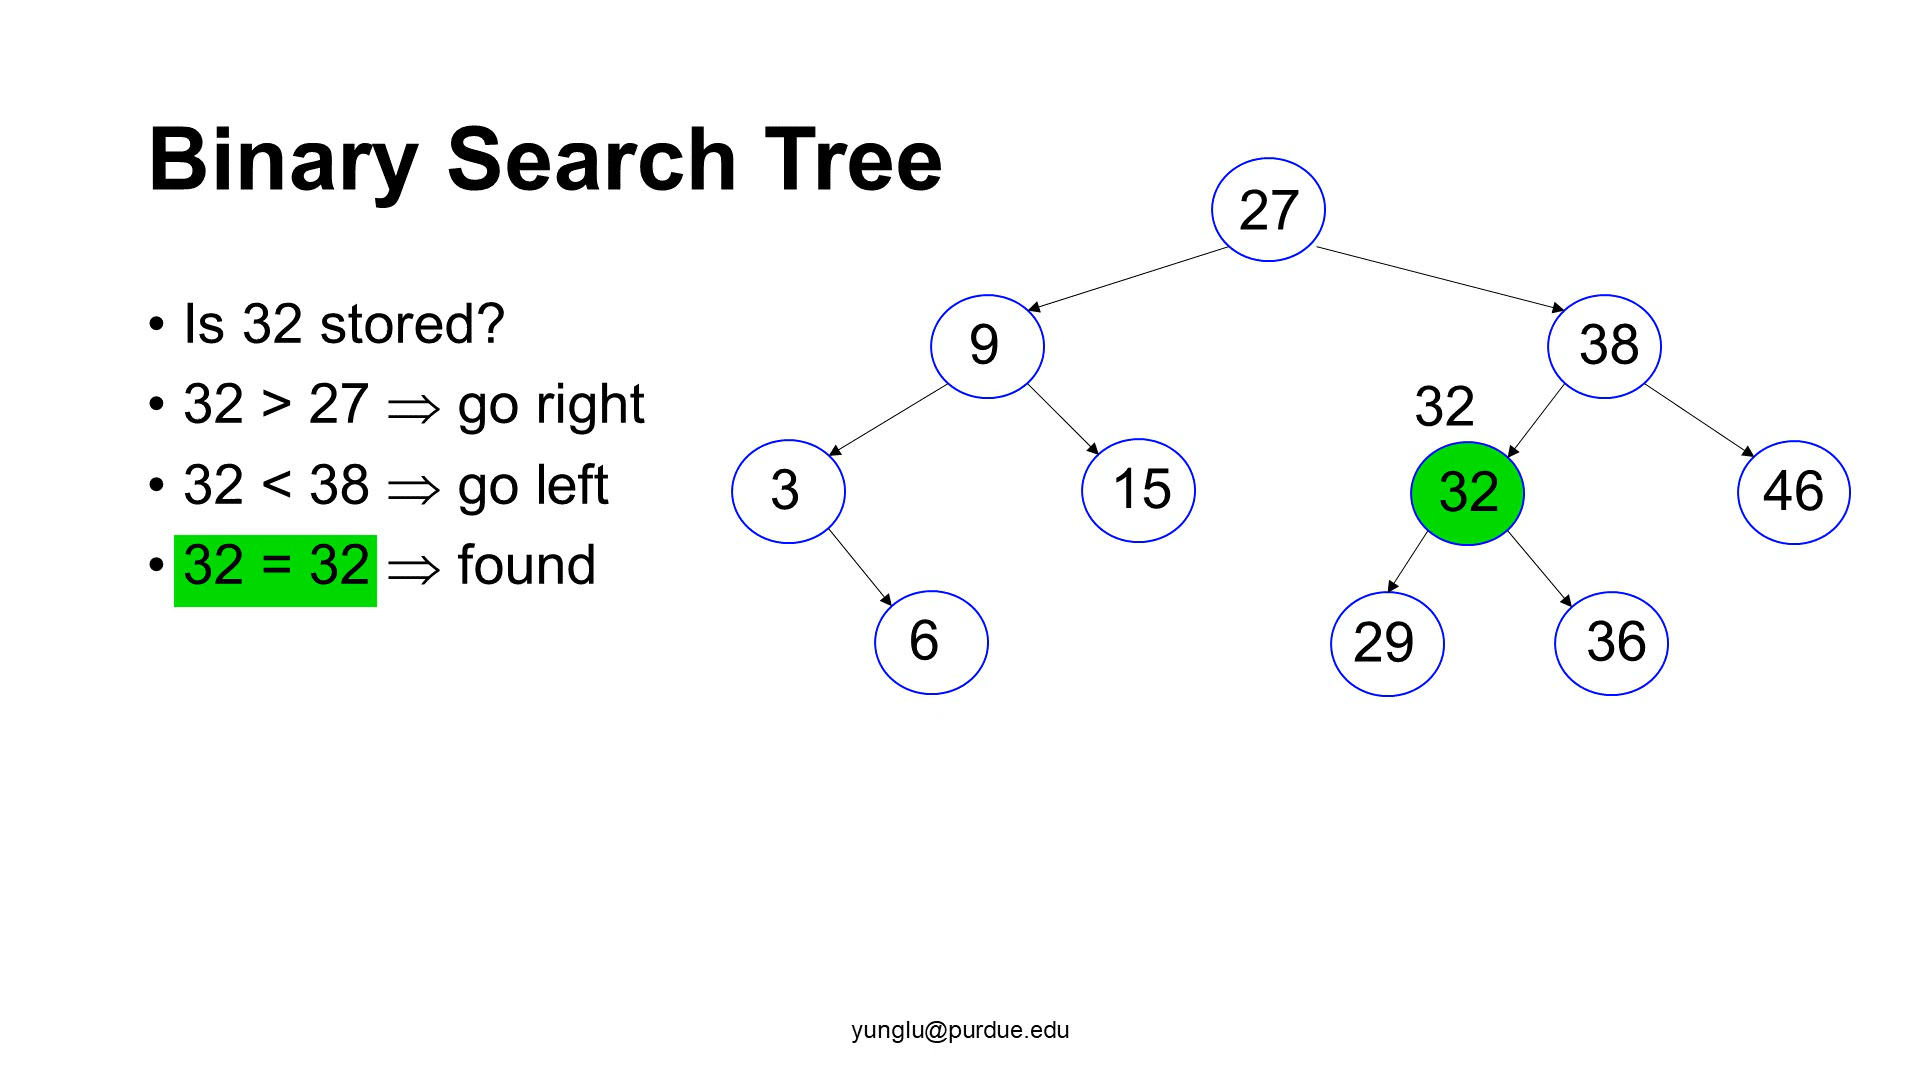 Binary Search Tree
• Is 32 stored?
• 32 > 27 ⇒ go right
• 32 < 38 ⇒ go left
• 32 = 32 ⇒ found
27
9
38
32
3
15
32
46
6
29
36
yunglu@purdue.edu